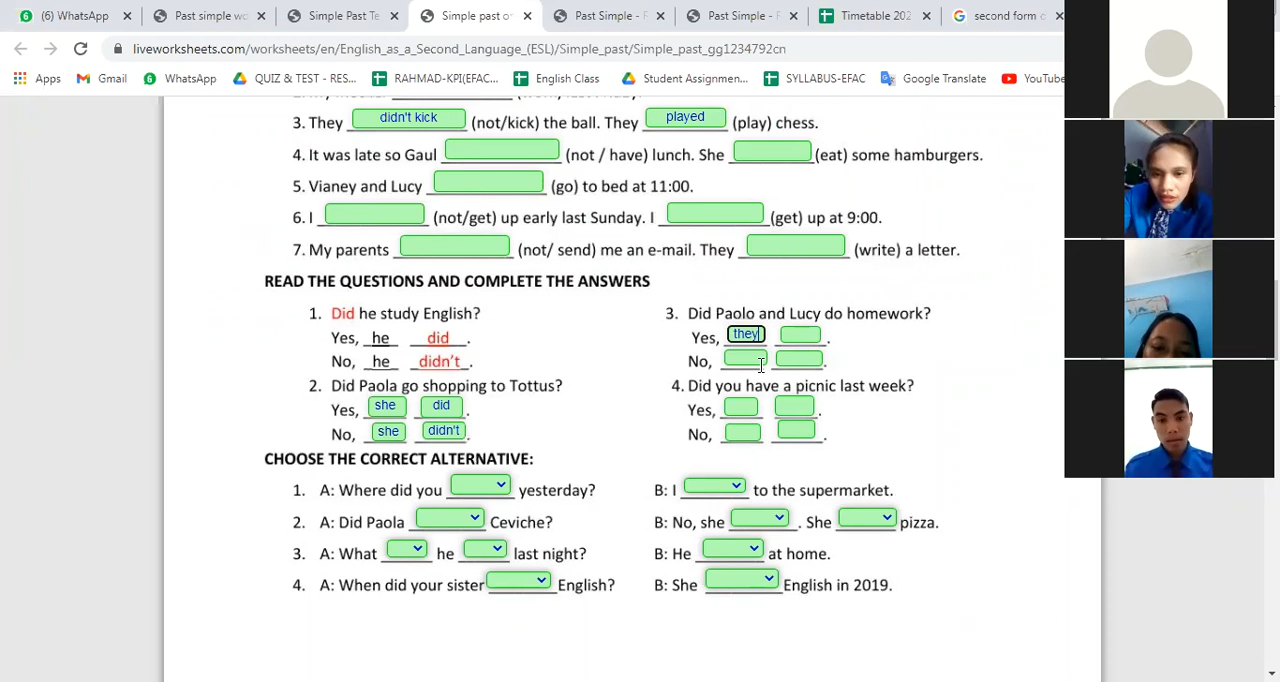 (6) WhatsApp
Past simple wo
Simple Past Te
Simple past or
Past Simple - R
Past Simple - R
Timetable 202
second form o
liveworksheets.com/worksheets/en/English_as_a_Second_Language_(ESL)/Simple_past/Simple_past_gg1234792cn
Apps Gmail WhatsApp QUIZ & TEST - RES... RAHMAD-KPI(EFAC... English Class Student Assignmen... SYLLABUS-EFAC Google Translate YouTube
3. They didn't kick (not/kick) the ball. They played (play) chess.
4. It was late so Gaul (not / have) lunch. She (eat) some hamburgers.
5. Vianey and Lucy (go) to bed at 11:00.
6. I (not/get) up early last Sunday. I (get) up at 9:00.
7. My parents (not/ send) me an e-mail. They (write) a letter.
READ THE QUESTIONS AND COMPLETE THE ANSWERS
1. Did he study English?
Yes, he did.
No, he didn't.
2. Did Paola go shopping to Tottus?
Yes, she did.
No, she didn't.
3. Did Paolo and Lucy do homework?
Yes, they .
No, .
4. Did you have a picnic last week?
Yes, .
No, .
CHOOSE THE CORRECT ALTERNATIVE:
1. A: Where did you yesterday? B: I to the supermarket.
2. A: Did Paola Ceviche? B: No, she . She pizza.
3. A: What he last night? B: He at home.
4. A: When did your sister English? B: She English in 2019.